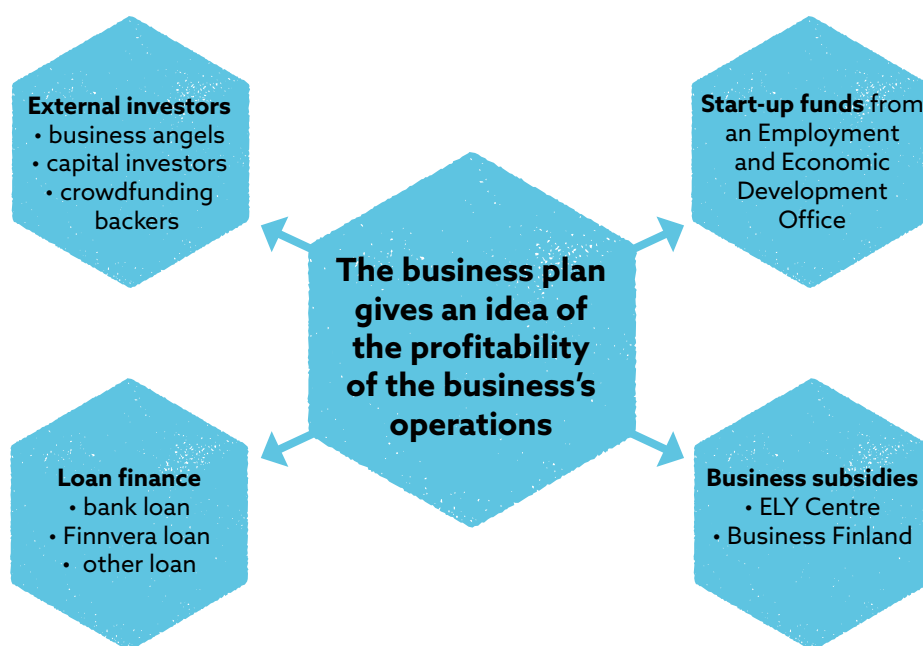 External investors
• business angels
• capital investors
• crowdfunding
backers
Start-up funds from
an Employment
and Economic
Development
Office
The business plan
gives an idea of
the profitability
of the business’s
operations
Loan finance
• bank loan
• Finnvera loan
• other loan
Business subsidies
• ELY Centre
• Business Finland